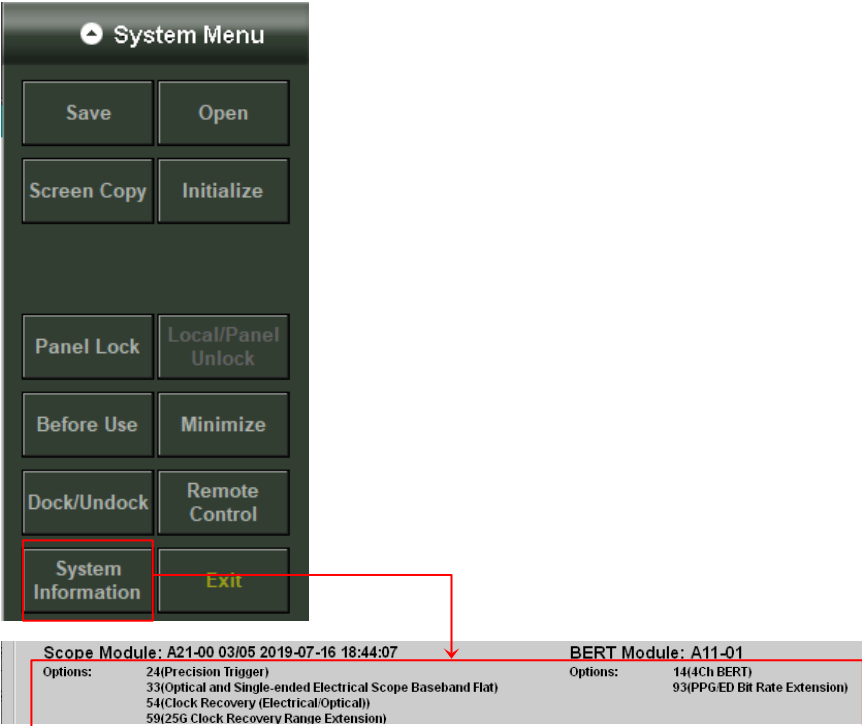 System Menu
Save Open
Screen Copy Initialize
Panel Lock Local/Panel Unlock
Before Use Minimize
Dock/Undock Remote Control
System Information Exit
Scope Module: A21-00 03/05 2019-07-16 18:44:07
Options: 24(Precision Trigger)
33(Optical and Single-ended Electrical Scope Baseband Flat)
54(Clock Recovery (Electrical/Optical))
59(25G Clock Recovery Range Extension)
BERT Module: A11-01
Options: 14(4Ch BERT)
93(PPG/ED Bit Rate Extension)